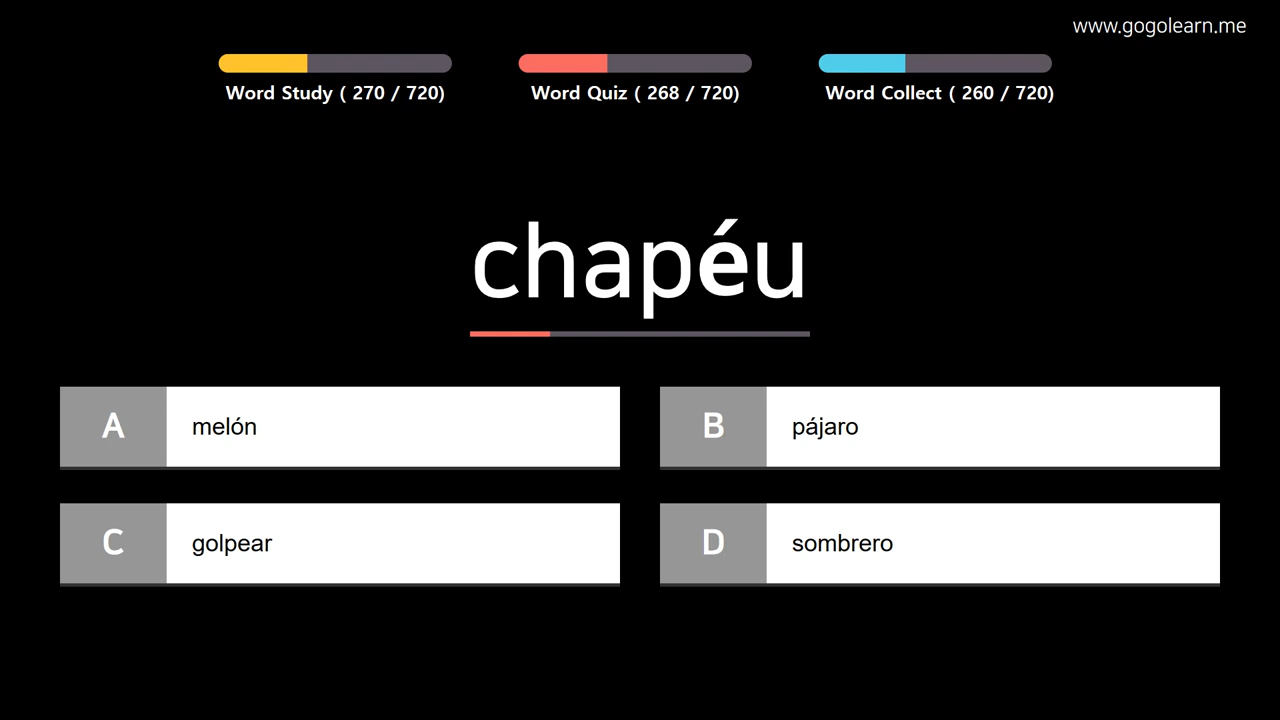 www.gogolearn.me
Word Study ( 270 / 720)
Word Quiz ( 268 / 720)
Word Collect ( 260 / 720)
chapéu
A melón
B pájaro
C golpear
D sombrero